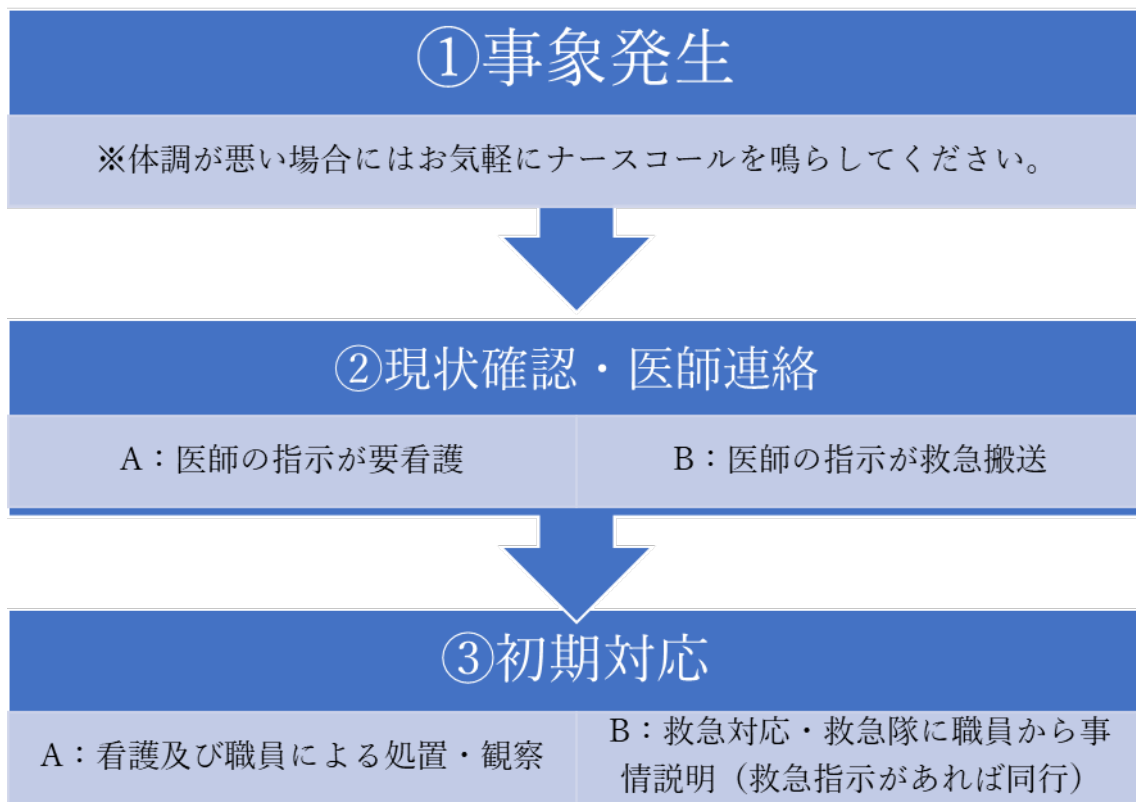 ①事象発生
※体調が悪い場合にはお気軽にナースコールを鳴らしてください。
②現状確認・医師連絡
A：医師の指示が要看護
B：医師の指示が救急搬送
③初期対応
A：看護及び職員による処置・観察
B：救急対応・救急隊に職員から事
情説明（救急指示があれば同行）